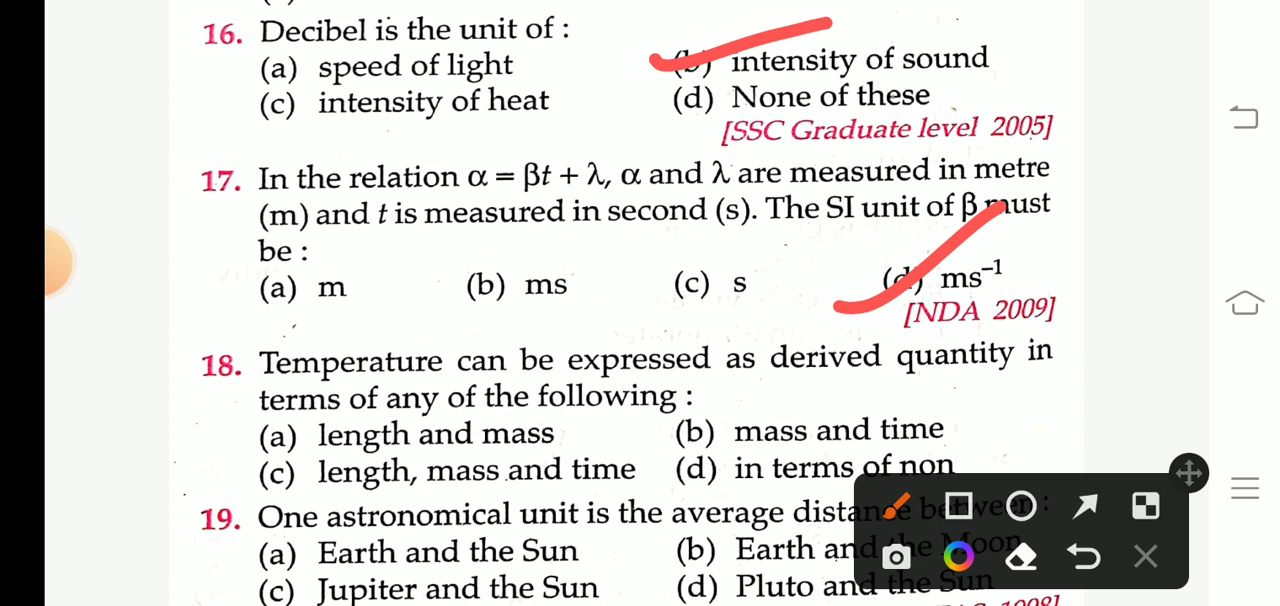 16. Decibel is the unit of :
(a) speed of light (b) intensity of sound
(c) intensity of heat (d) None of these
[SSC Graduate level 2005]
17. In the relation α = βt + λ, α and λ are measured in metre
(m) and t is measured in second (s). The SI unit of β must
be :
(a) m (b) ms (c) s (d) ms⁻¹
[NDA 2009]
18. Temperature can be expressed as derived quantity in
terms of any of the following :
(a) length and mass (b) mass and time
(c) length, mass and time (d) in terms of non
19. One astronomical unit is the average distance between :
(a) Earth and the Sun (b) Earth and the Moon
(c) Jupiter and the Sun (d) Pluto and the Sun